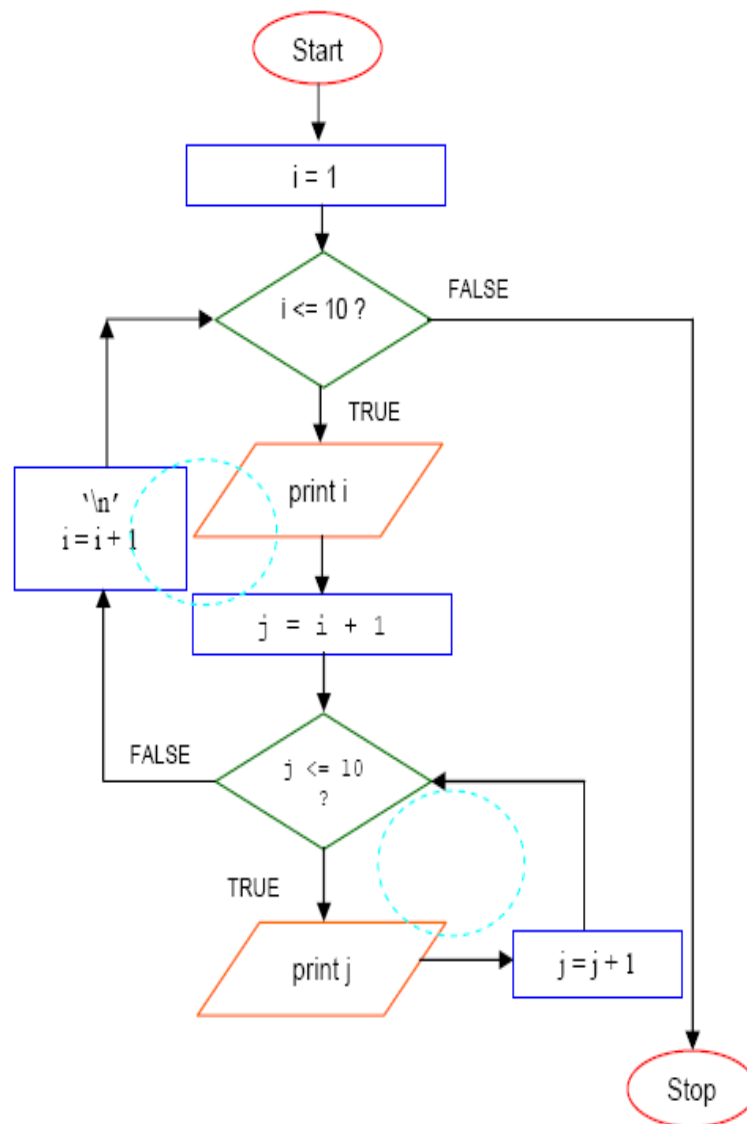 Start
i = 1
i <= 10 ?
FALSE
TRUE
print i
'\n'
i = i + 1
j = i + 1
FALSE
j <= 10
?
TRUE
print j
j = j + 1
Stop